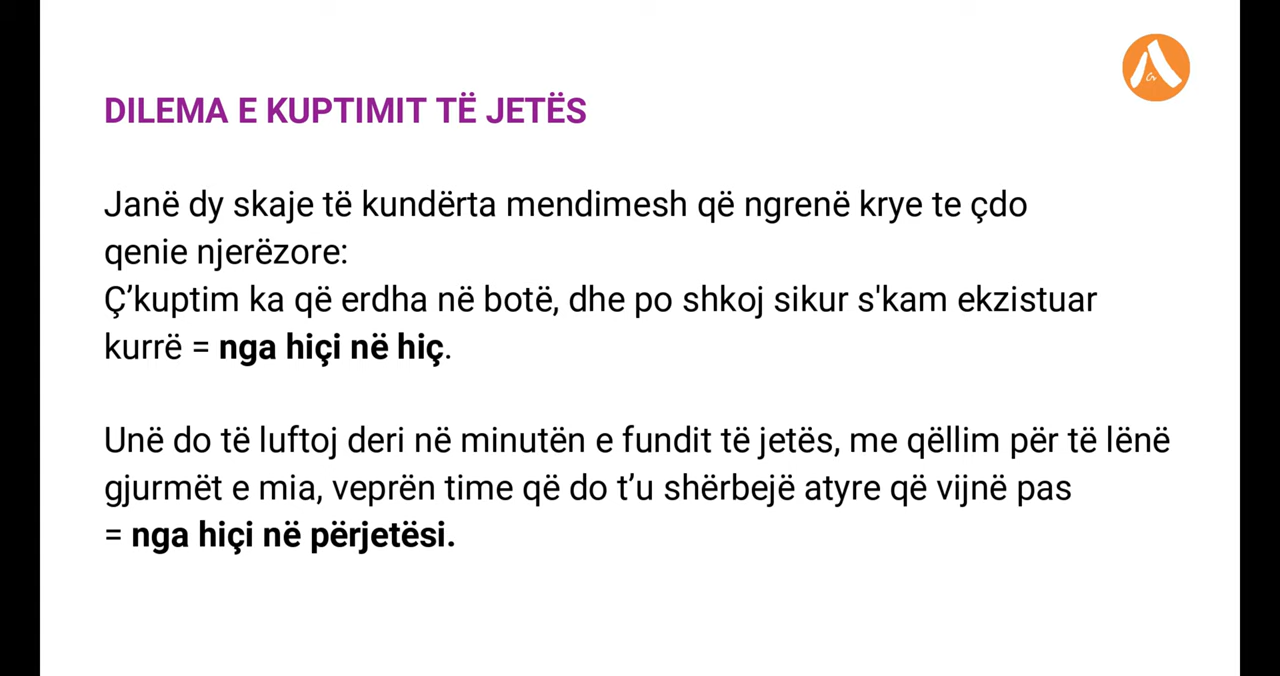 DILEMA E KUPTIMIT TË JETËS
Janë dy skaje të kundërta mendimesh që ngrenë krye te çdo
qenie njerëzore:
Ç’kuptim ka që erdha në botë, dhe po shkoj sikur s'kam ekzistuar
kurrë = nga hiçi në hiç.
Unë do të luftoj deri në minutën e fundit të jetës, me qëllim për të lënë
gjurmët e mia, veprën time që do t’u shërbejë atyre që vijnë pas
= nga hiçi në përjetësi.